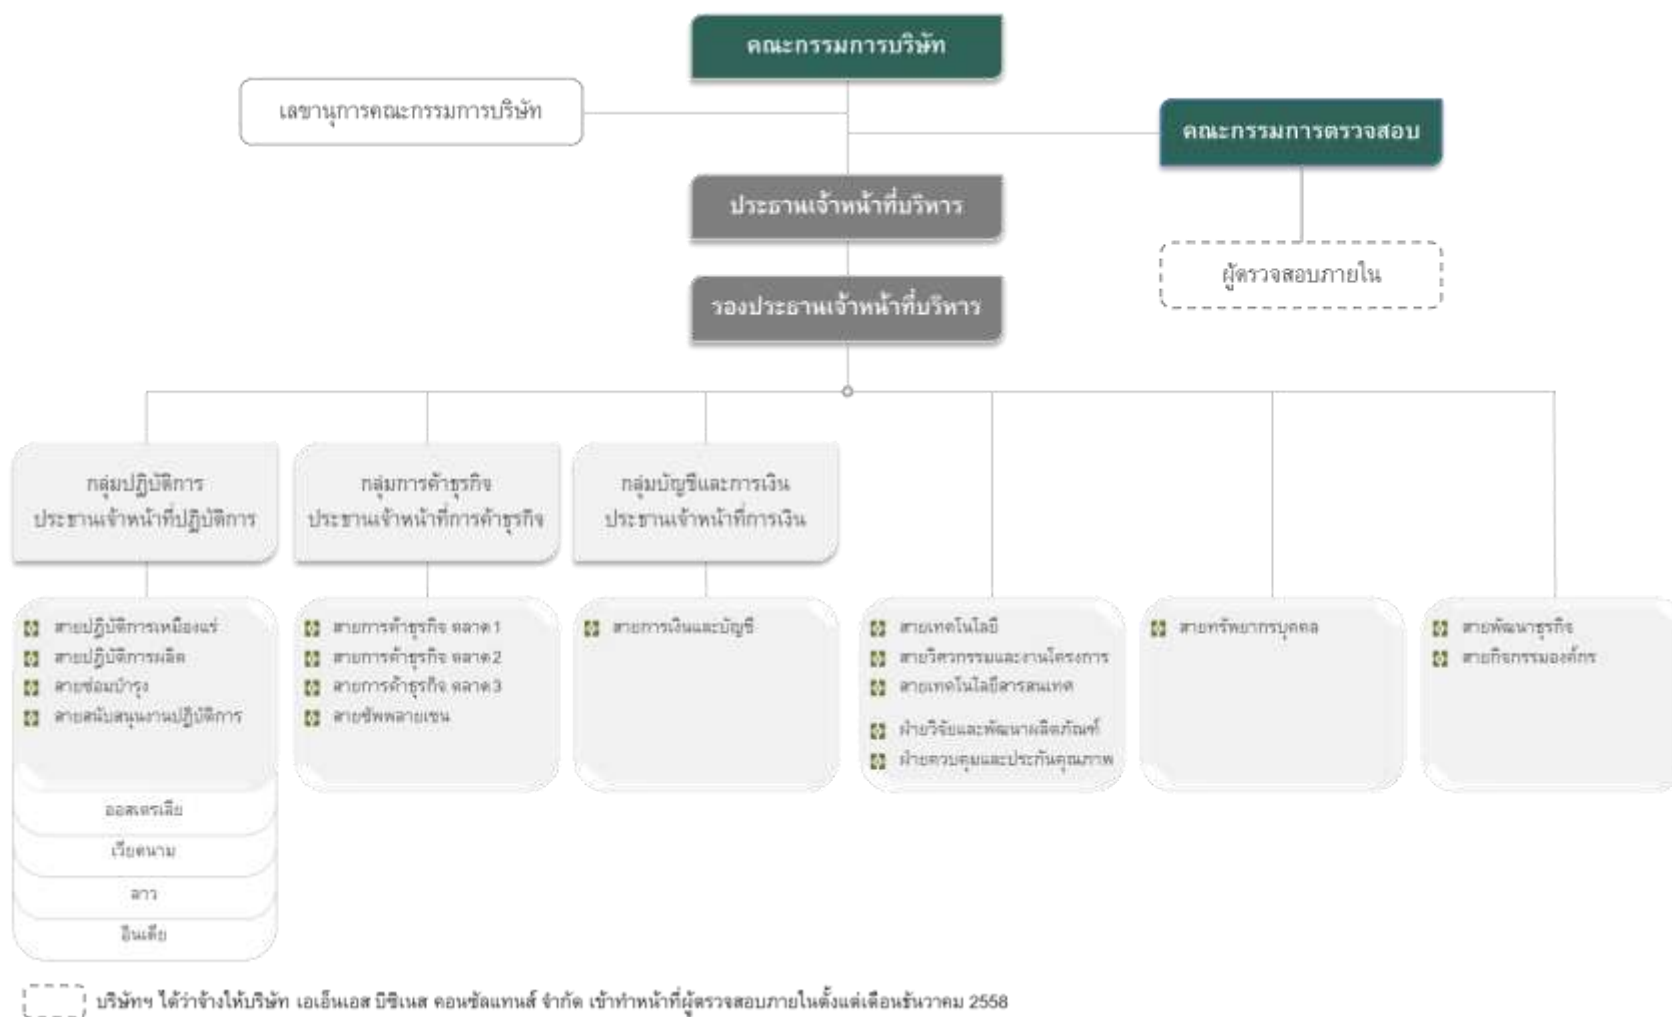 คณะกรรมการบริษัท
เลขานุการคณะกรรมการบริษัท
คณะกรรมการตรวจสอบ
ประธานเจ้าหน้าที่บริหาร
ผู้ตรวจสอบภายใน
รองประธานเจ้าหน้าที่บริหาร
กลุ่มปฏิบัติการ
ประธานเจ้าหน้าที่ปฏิบัติการ
กลุ่มการค้าธุรกิจ
ประธานเจ้าหน้าที่การค้าธุรกิจ
กลุ่มบัญชีและการเงิน
ประธานเจ้าหน้าที่การเงิน
สายปฏิบัติการเหมืองแร่
สายปฏิบัติการผลิต
สายซ่อมบำรุง
สายสนับสนุนงานปฏิบัติการ
ออสเตรเลีย
เวียดนาม
ลาว
อินเดีย
สายการค้าธุรกิจ ตลาด1
สายการค้าธุรกิจ ตลาด2
สายการค้าธุรกิจ ตลาด3
สายซัพพลายเชน
สายการเงินและบัญชี
สายเทคโนโลยี
สายวิศวกรรมและงานโครงการ
สายเทคโนโลยีสารสนเทศ
ฝ่ายวิจัยและพัฒนาผลิตภัณฑ์
ฝ่ายควบคุมและประกันคุณภาพ
สายทรัพยากรบุคคล
สายพัฒนาธุรกิจ
สายกิจกรรมองค์กร
บริษัทฯ ได้ว่าจ้างให้บริษัท เอเอ็นเอส บิซิเนส คอนซัลแทนส์ จำกัด เข้าทำหน้าที่ผู้ตรวจสอบภายในตั้งแต่เดือนธันวาคม 2558